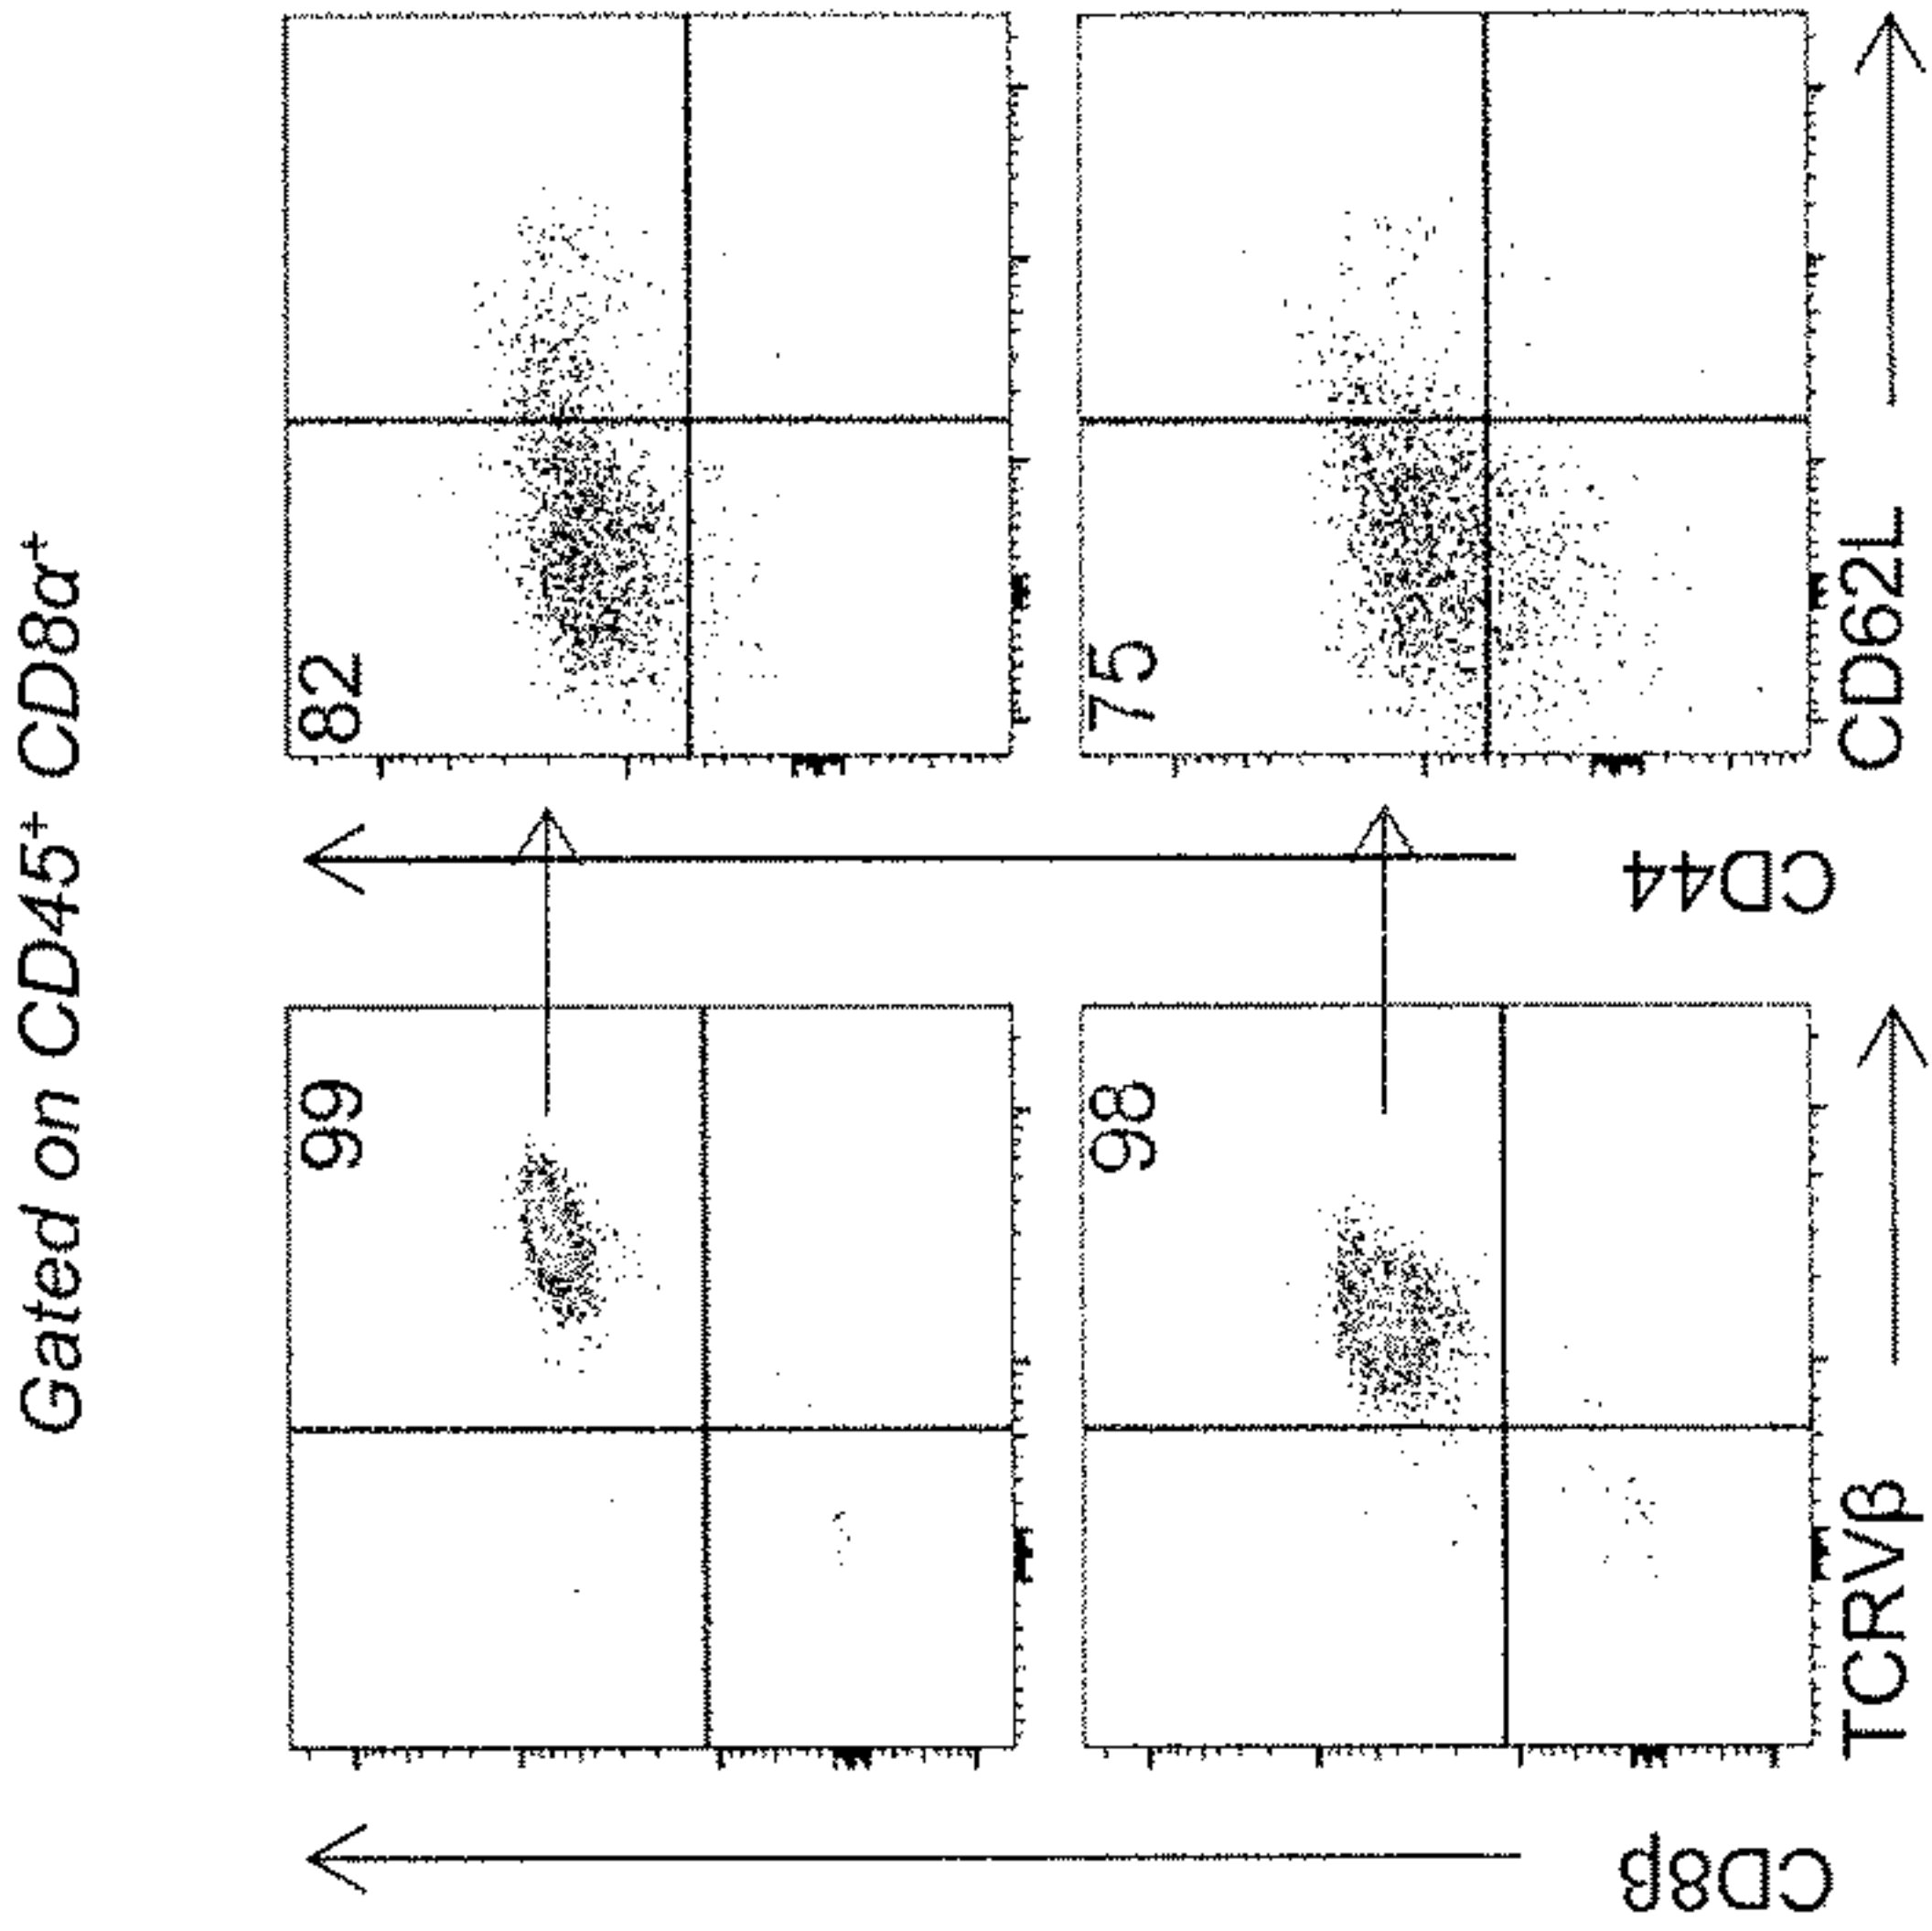 Gated on CD45⁺ CD8α⁺
99
82
98
75
CD8β
TCRVβ
CD44
CD62L